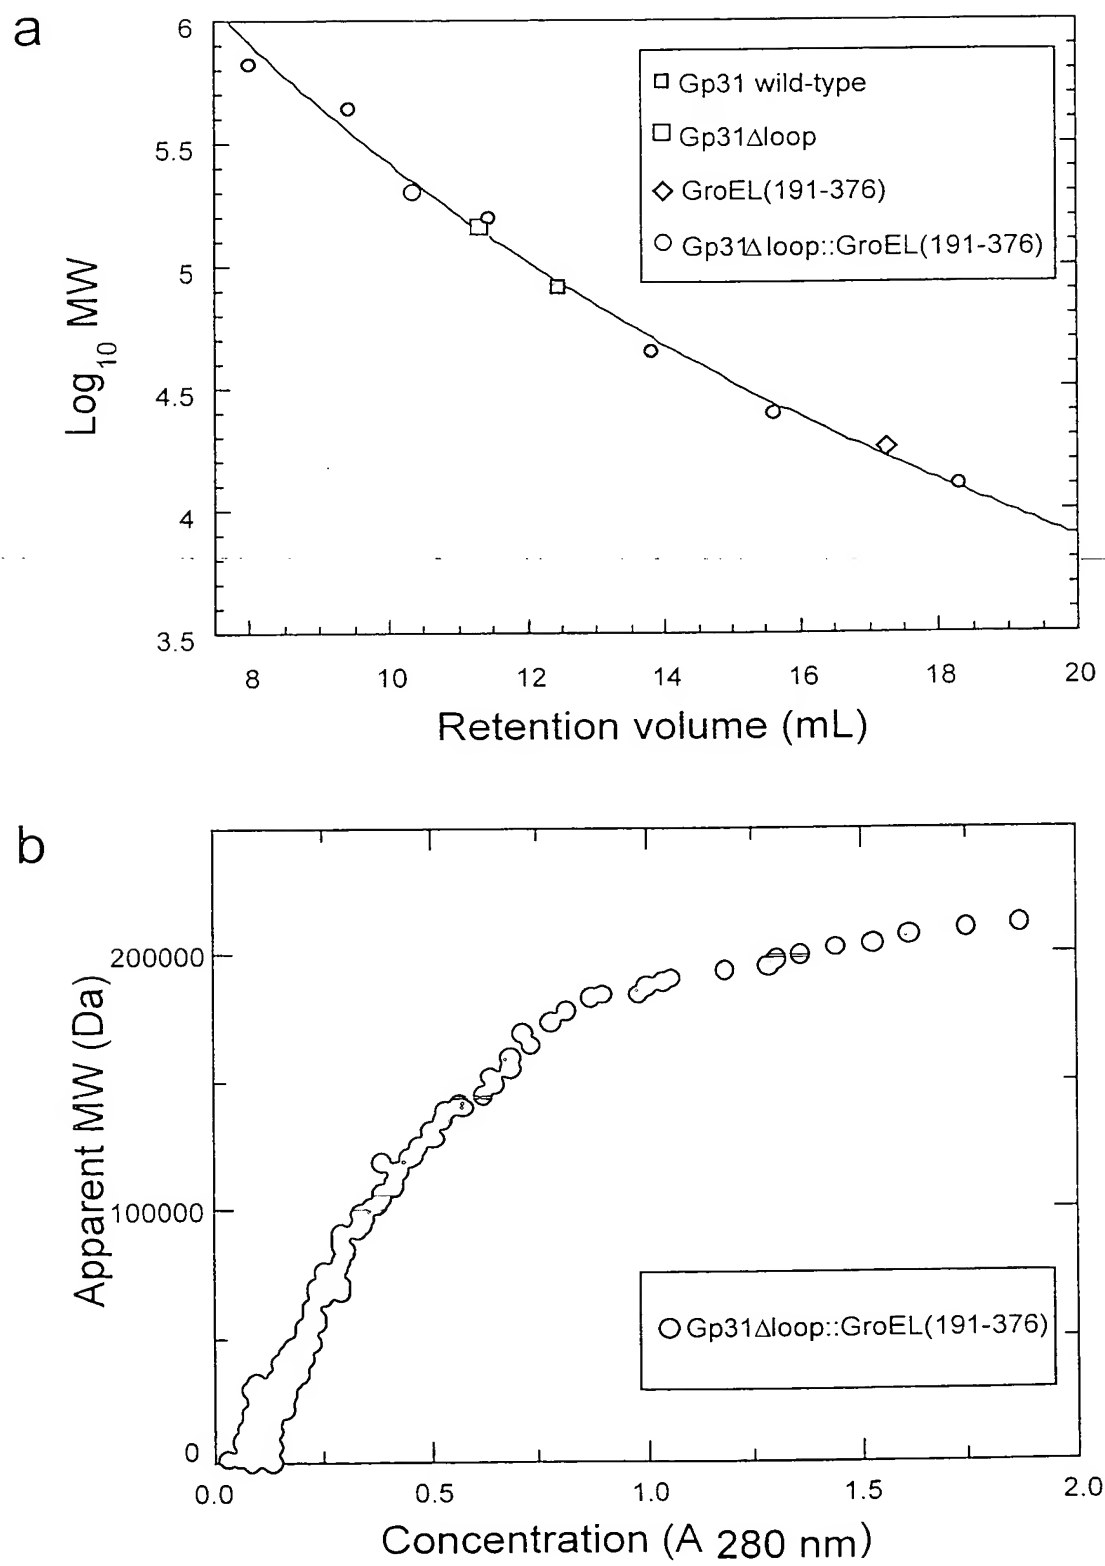 a
6
5.5
5
4.5
4
3.5
Log10 MW
Gp31 wild-type
Gp31Δloop
GroEL(191-376)
Gp31Δloop::GroEL(191-376)
8 10 12 14 16 18 20
Retention volume (mL)
b
200000
100000
0
Apparent MW (Da)
Gp31Δloop::GroEL(191-376)
0.0 0.5 1.0 1.5 2.0
Concentration (A 280 nm)